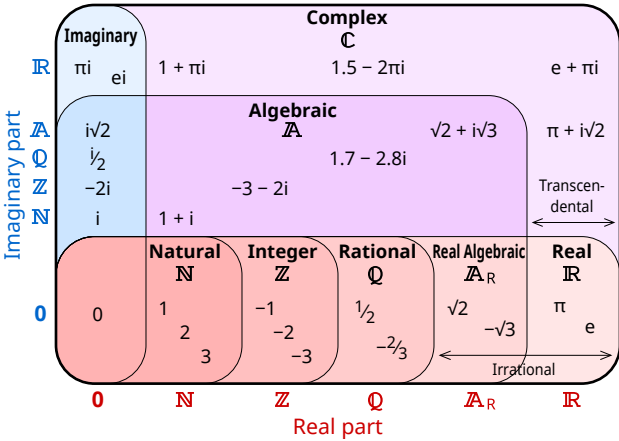 Complex
Imaginary ℂ
ℝ πi ei 1 + πi 1.5 − 2πi e + πi
Algebraic
𝔸 i√2 𝔸 √2 + i√3 π + i√2
ℚ i⁄2 1.7 − 2.8i
ℤ −2i −3 − 2i Transcen-
dental
ℕ i 1 + i
Imaginary part
Natural Integer Rational Real Algebraic Real
ℕ ℤ ℚ 𝔸R ℝ
0 0 1 −1 1⁄2 √2 π
2 −2 −2⁄3 −√3 e
3 −3
Irrational
0 ℕ ℤ ℚ 𝔸R ℝ
Real part